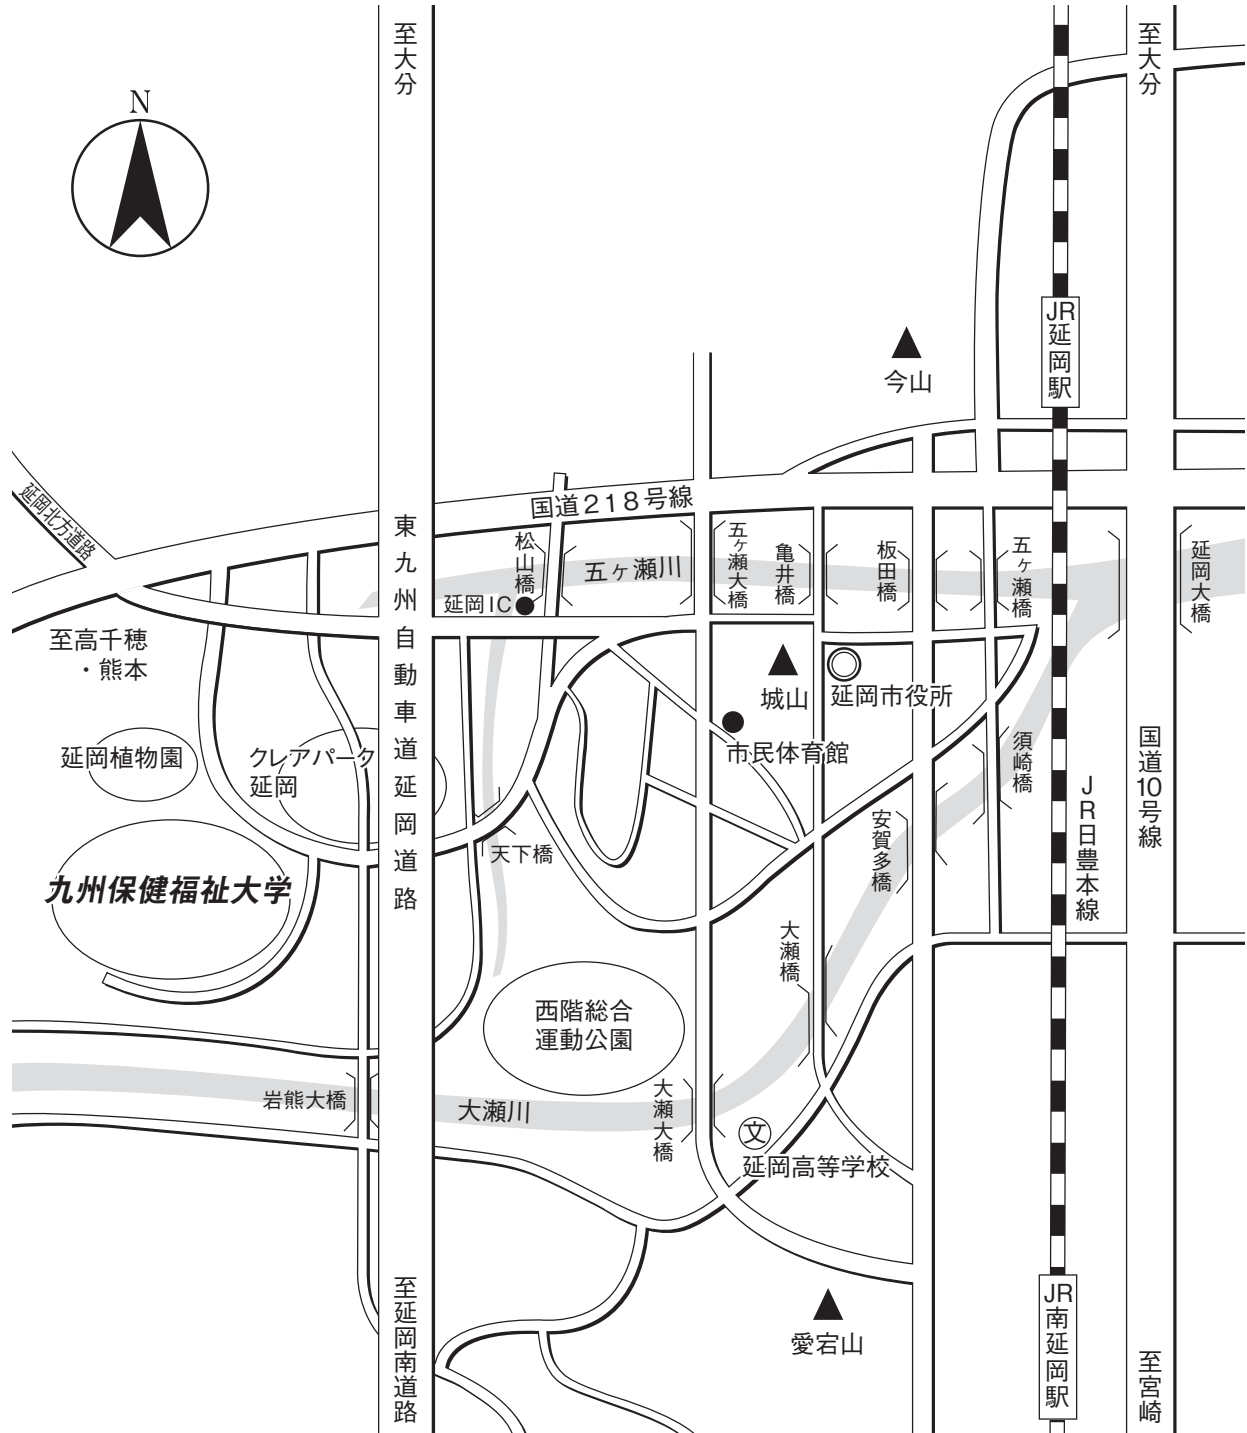 至大分
至大分
N
JR延岡駅
今山
延岡北方道路
国道218号線
東九州自動車道延岡道路
松山橋
五ヶ瀬川
五ヶ瀬大橋
亀井橋
板田橋
五ヶ瀬橋
延岡大橋
延岡IC
至高千穂
・熊本
城山
延岡市役所
市民体育館
延岡植物園
クレアパーク
延岡
須崎橋
国道10号線
JR日豊本線
天下橋
安賀多橋
九州保健福祉大学
大瀬橋
西階総合
運動公園
岩熊大橋
大瀬川
大瀬大橋
文
延岡高等学校
至延岡南道路
愛宕山
JR南延岡駅
至宮崎